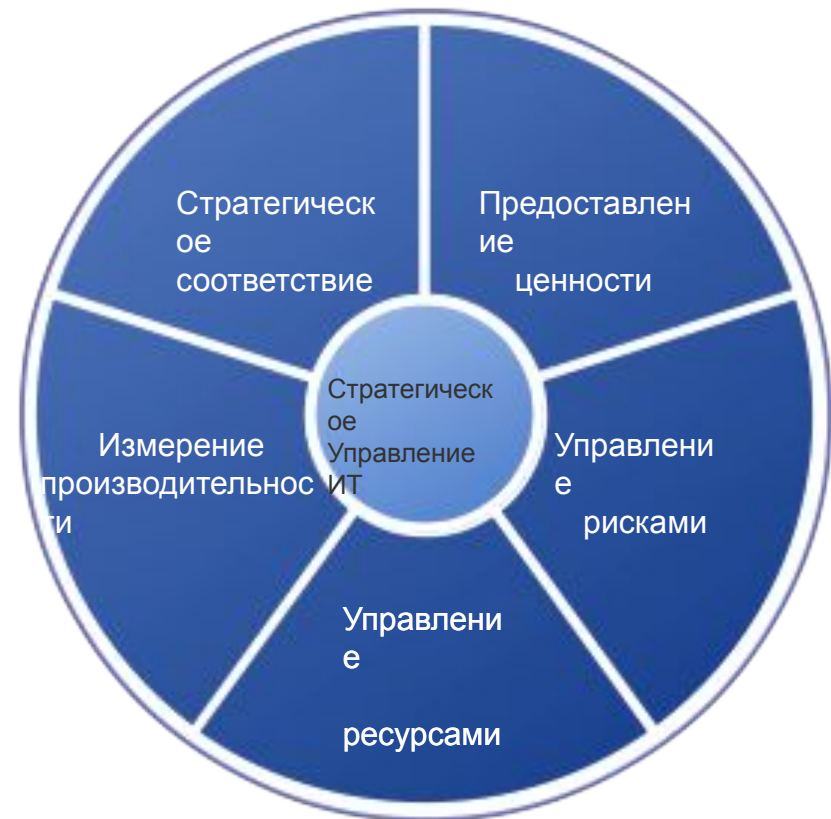 Стратегическ
ое
соответствие
Предоставлен
ие
ценности
Стратегическ
ое
Управление
ИТ
Измерение
производительнос
ти
Управлени
е
рисками
Управлени
е
ресурсами